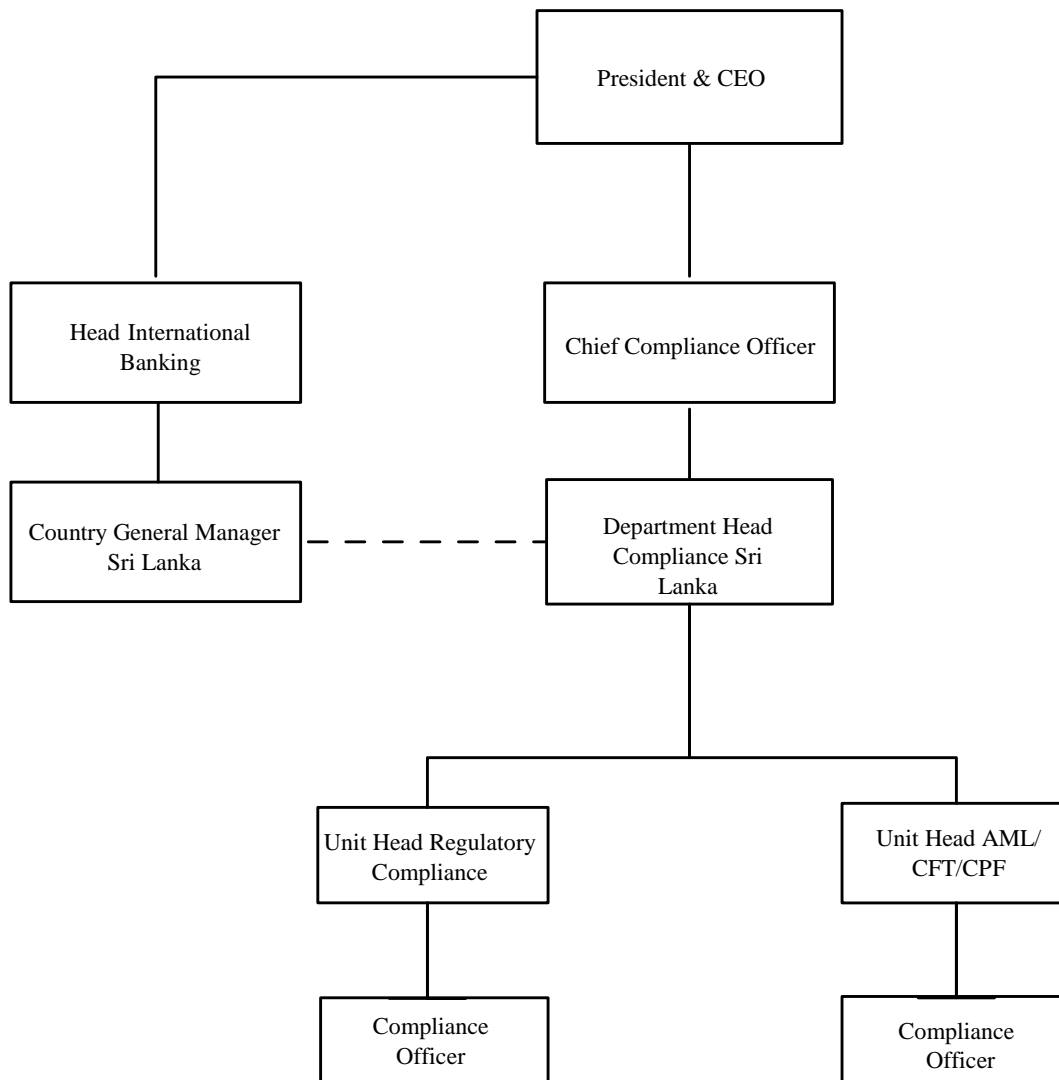 President & CEO
Head International
Banking
Chief Compliance Officer
Country General Manager
Sri Lanka
Department Head
Compliance Sri
Lanka
Unit Head Regulatory
Compliance
Unit Head AML/
CFT/CPF
Compliance
Officer
Compliance
Officer